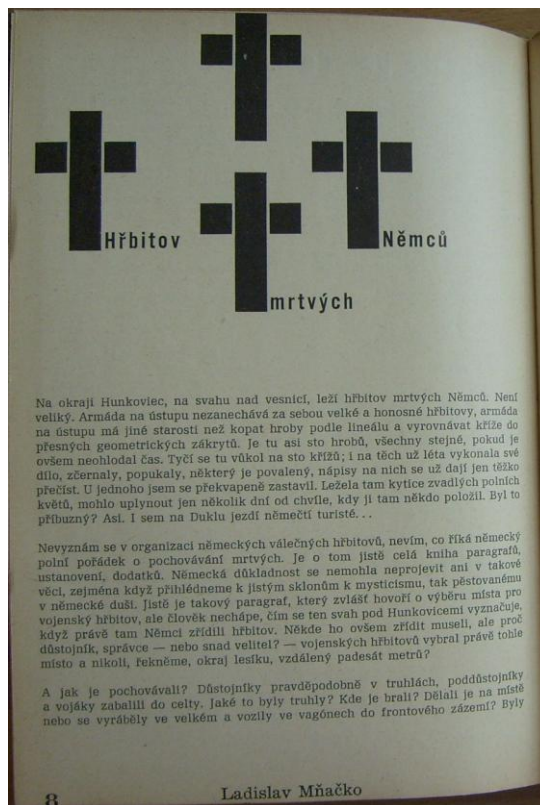 Hřbitov
mrtvých
Němců
Na okraji Hunkoviec, na svahu nad vesnicí, leží hřbitov mrtvých Němců. Není
veliký. Armáda na ústupu nezanechává za sebou velké a honosné hřbitovy, armáda
na ústupu má jiné starosti než kopat hroby podle lineálu a vyrovnávat kříže do
přesných geometrických zákrytů. Je tu asi sto hrobů, všechny stejné, pokud je
ovšem neohlodal čas. Tyčí se tu vůkol na sto křížů; i na těch už léta vykonala své
dílo, zčernaly, popukaly, některý je povalený, nápisy na nich se už dají jen těžko
přečíst. U jednoho jsem se překvapeně zastavil. Ležela tam kytice zvadlých polních
květů, mohlo uplynout jen několik dní od chvíle, kdy ji tam někdo položil. Byl to
příbuzný? Asi. I sem na Duklu jezdí němečtí turisté...
Nevyznám se v organizaci německých válečných hřbitovů, nevím, co říká německý
polní pořádek o pochovávání mrtvých. Je o tom jistě celá kniha paragrafů,
ustanovení, dodatků. Německá důkladnost se nemohla neprojevit ani v takové
věci, zejména když přihlédneme k jistým sklonům k mysticismu, tak pěstovanému
v německé duši. Jistě je takový paragraf, který zvlášť hovoří o výběru místa pro
vojenský hřbitov, ale člověk nechápe, čím se ten svah pod Hunkovicemi vyznačuje,
když právě tam Němci zřídili hřbitov. Někde ho ovšem zřídit museli, ale proč
důstojník, správce — nebo snad velitel? — vojenských hřbitovů vybral právě tohle
místo a nikoli, řekněme, okraj lesíku, vzdálený padesát metrů?
A jak je pochovávali? Důstojníky pravděpodobně v truhlách, poddůstojníky
a vojáky zabalili do celty. Jaké to byly truhly? Kde je brali? Dělali je na místě
nebo se vyráběly ve velkém a vozily ve vagónech do frontového zázemí? Byly
8
Ladislav Mňačko